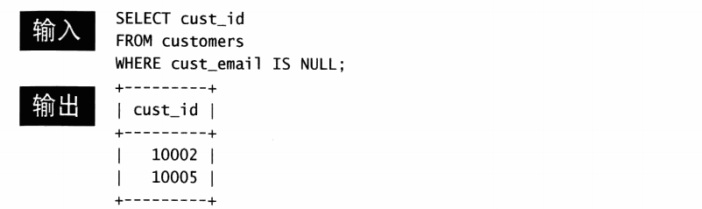 输入
SELECT cust_id
FROM customers
WHERE cust_email IS NULL;
输出
+---------+
| cust_id |
+---------+
|   10002 |
|   10005 |
+---------+